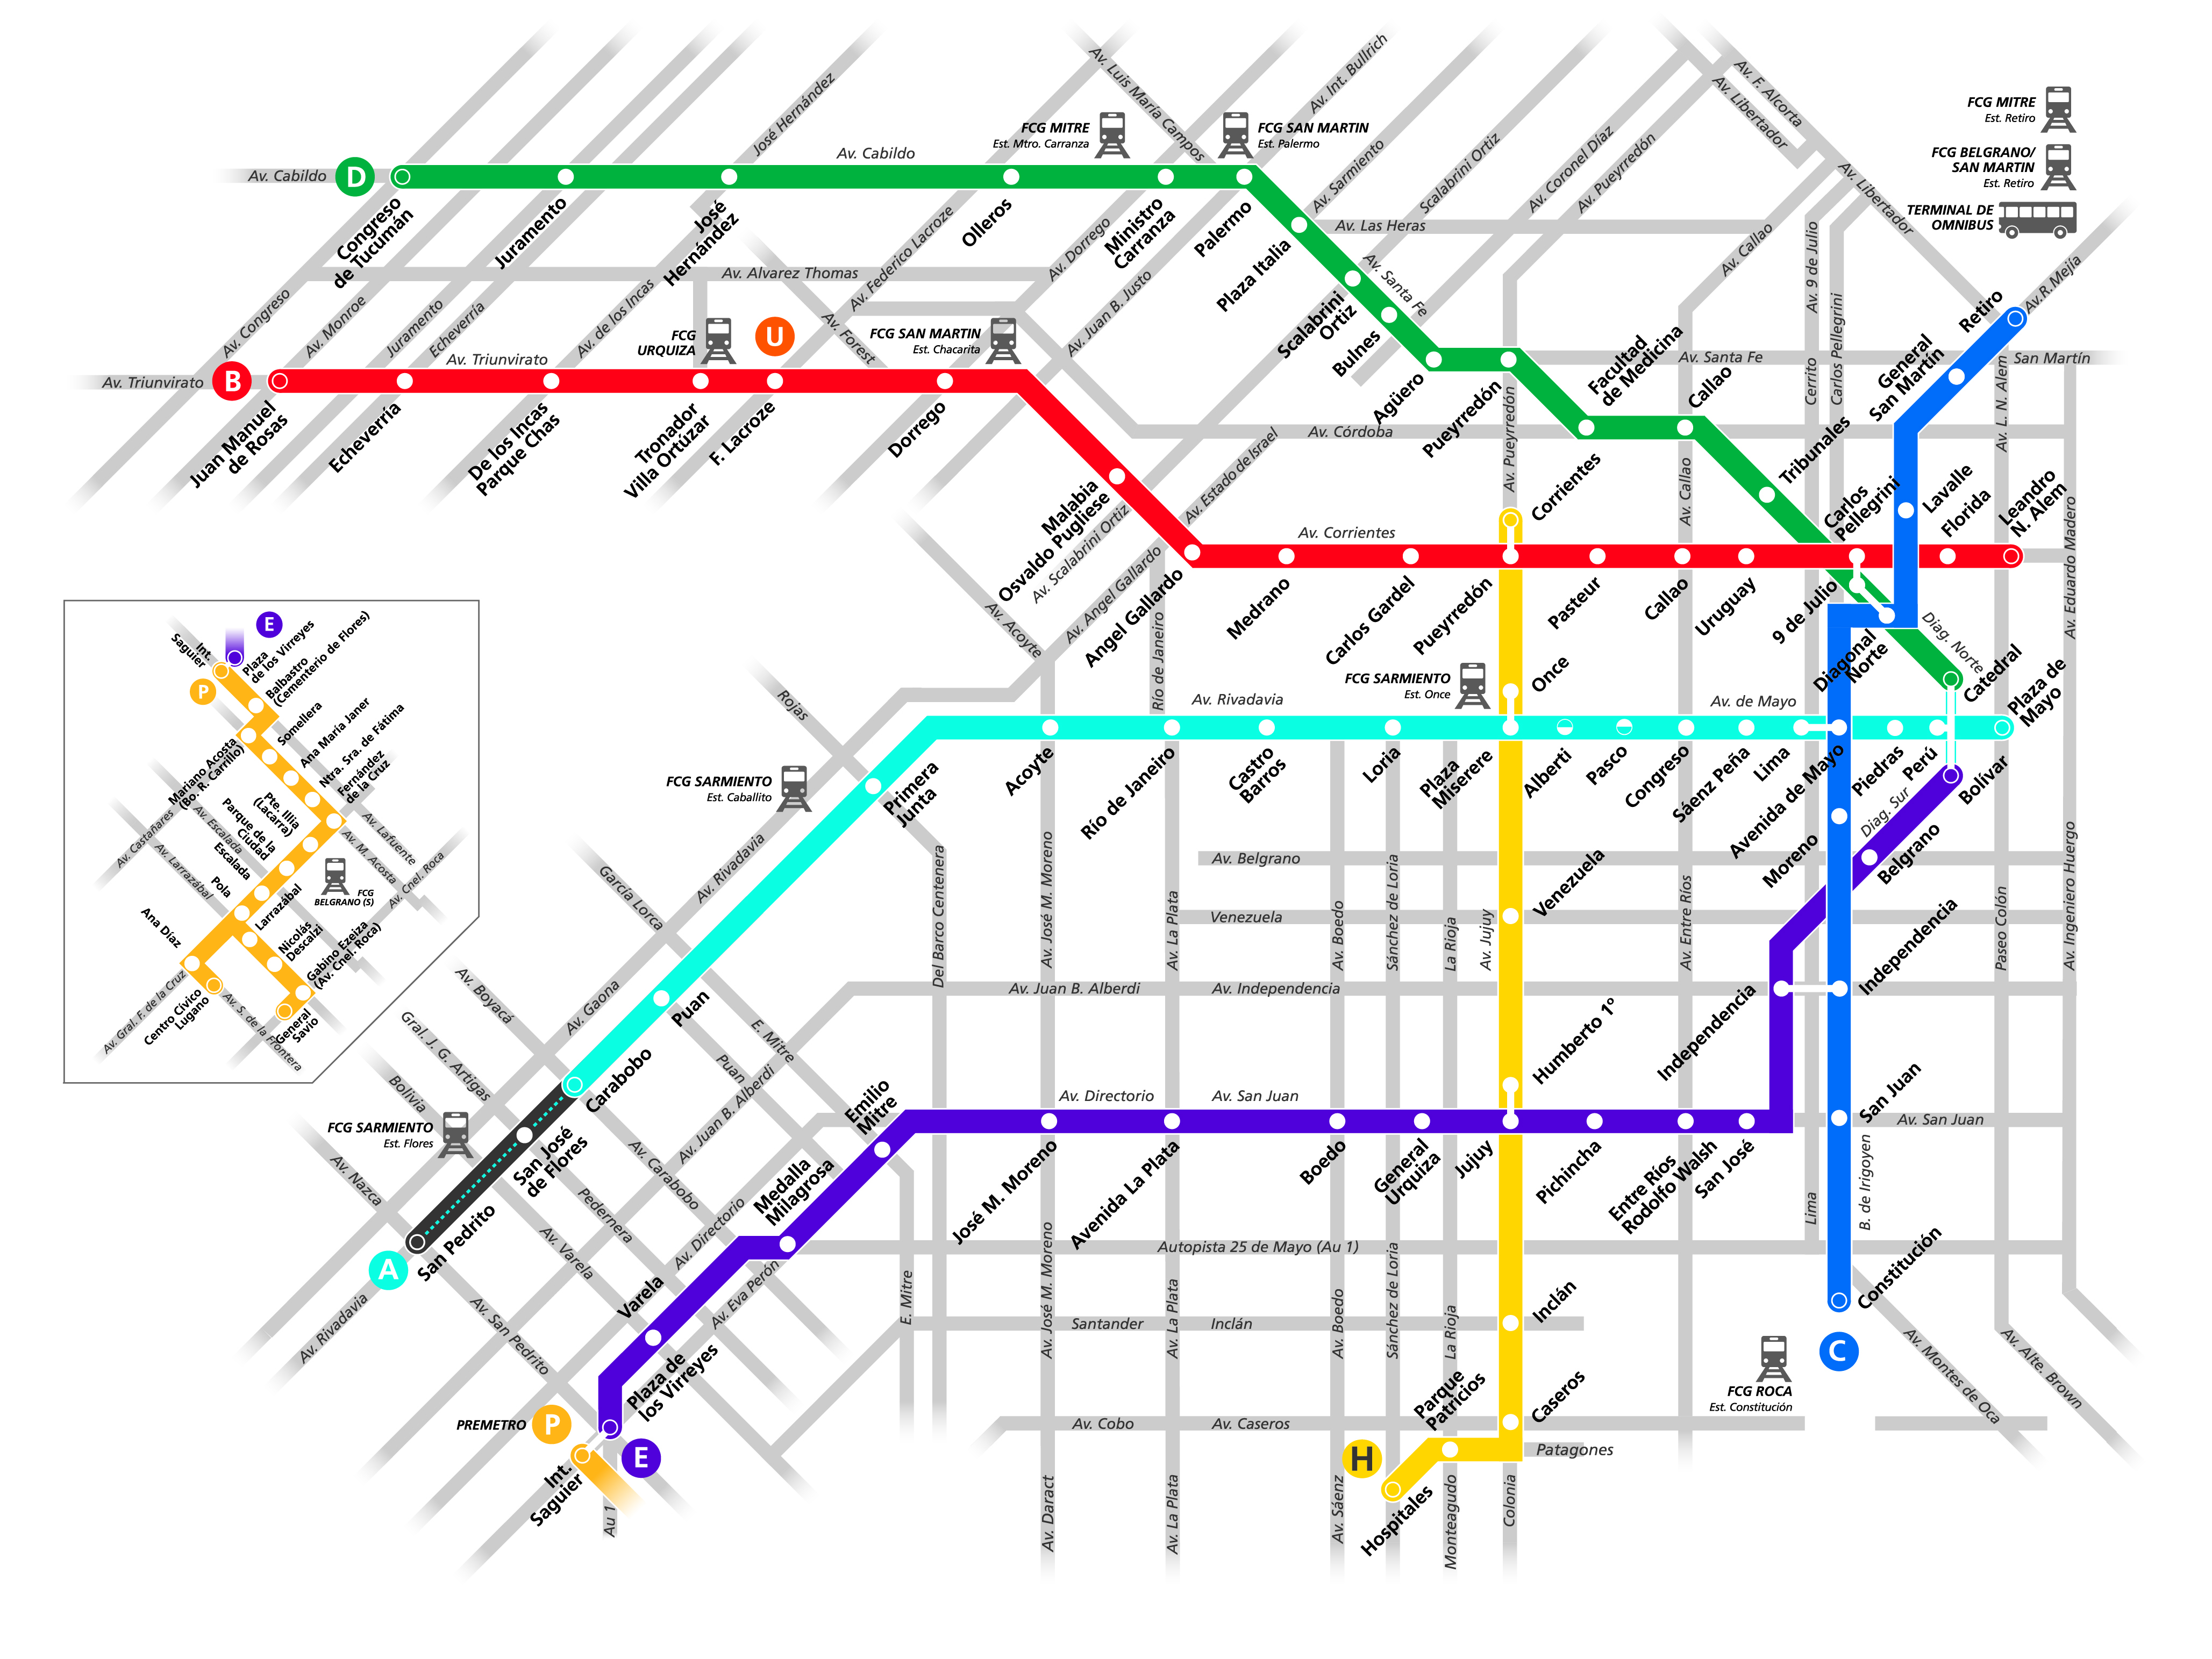 Av. Cabildo
D
Av. Cabildo
José Hernández
Av. Luis María Campos
Av. Int. Bullrich
FCG MITRE
Est. Mtro. Carranza
FCG SAN MARTIN
Est. Palermo
Av. Sarmiento
Scalabrini Ortiz
Av. Coronel Díaz
Av. Pueyrredón
Av. F. Alcorta
Av. Libertador
Av. Libertador
FCG MITRE
Est. Retiro
FCG BELGRANO/
SAN MARTIN
Est. Retiro
TERMINAL DE
OMNIBUS
Congreso
de Tucumán
Juramento
José
Hernández
Olleros
Ministro
Carranza
Palermo
Plaza Italia
Scalabrini
Ortiz
Bulnes
Agüero
Pueyrredón
Facultad
de Medicina
Callao
Tribunales
Av. Las Heras
Av. Santa Fe
Av. Callao
Av. 9 de Julio
Carlos Pellegrini
Cerrito
Av. Santa Fe
San Martín
Av.R.Mejía
Retiro
General
San Martín
Av. L. N. Alem
Av. Alvarez Thomas
Av. Federico Lacroze
Av. Dorrego
Av. Juan B. Justo
Av. Forest
Av. Congreso
Av. Monroe
Juramento
Echeverría
Av. de los Incas
Av. Triunvirato
B
Av. Triunvirato
FCG
URQUIZA
U
FCG SAN MARTIN
Est. Chacarita
Juan Manuel
de Rosas
Echeverría
De los Incas
Parque Chas
Tronador
Villa Ortúzar
F. Lacroze
Dorrego
Malabia
Osvaldo Pugliese
Angel Gallardo
Av. Córdoba
Av. Estado de Israel
Av. Scalabrini Ortiz
Av. Angel Gallardo
Av. Acoyte
Av. Pueyrredón
Av. Callao
Corrientes
Av. Corrientes
Medrano
Carlos Gardel
Pueyrredón
Pasteur
Callao
Uruguay
Carlos
Pellegrini
Lavalle
Florida
Leandro
N. Alem
Av. Eduardo Madero
9 de Julio
Diagonal
Norte
Diag. Norte
Catedral
Río de Janeiro
FCG SARMIENTO
Est. Once
Once
Av. Rivadavia
Av. de Mayo
Plaza de
Mayo
Acoyte
Río de Janeiro
Castro
Barros
Loria
Plaza
Miserere
Alberti
Pasco
Congreso
Sáenz Peña
Lima
Avenida de Mayo
Piedras
Perú
Bolívar
Diag. Sur
Belgrano
Moreno
E
Int.
Saguier
Plaza
de los Virreyes
P
Balbastro
(Cementerio de Flores)
Somellera
Ana María Janer
Ntra. Sra. de Fátima
Fernández
de la Cruz
Mariano Acosta
(Bo. R. Carrillo)
Pte. Illia
(Lacarra)
Parque de la
Ciudad
Escalada
Pola
Larrazábal
Ana Díaz
Nicolás
Descalzi
Gabino Ezeiza
(Av. Cnel. Roca)
Centro Cívico
Lugano
General
Savio
Av. Castañares
Av. Escalada
Av. Larrazábal
Av. Lafuente
Av. M. Acosta
Av. Cnel. Roca
FCG
BELGRANO (S)
Av. Gral. F. de la Cruz
Av. S. de la Frontera
Rojas
FCG SARMIENTO
Est. Caballito
Primera
Junta
Av. Rivadavia
García Lorca
Puan
Av. Gaona
Av. Boyacá
Gral. J. G. Artigas
Bolivia
Carabobo
E. Mitre
Puan
Av. Juan B. Alberdi
FCG SARMIENTO
Est. Flores
San José
de Flores
San Pedrito
A
Av. Nazca
Av. Rivadavia
Av. Carabobo
Pedernera
Av. Varela
Av. San Pedrito
Av. Directorio
Av. Eva Perón
Del Barco Centenera
Av. José M. Moreno
Av. La Plata
Av. Boedo
Sánchez de Loria
La Rioja
Av. Jujuy
Av. Entre Ríos
Paseo Colón
Av. Ingeniero Huergo
Av. Belgrano
Venezuela
Venezuela
Av. Juan B. Alberdi
Av. Independencia
Independencia
Independencia
Humberto 1º
Av. Directorio
Av. San Juan
San Juan
Av. San Juan
Emilio
Mitre
Medalla
Milagrosa
José M. Moreno
Avenida La Plata
Boedo
General
Urquiza
Jujuy
Pichincha
Entre Ríos
Rodolfo Walsh
San José
Lima
B. de Irigoyen
Constitución
C
FCG ROCA
Est. Constitución
Av. Montes de Oca
Av. Alte. Brown
Autopista 25 de Mayo (Au 1)
E. Mitre
Av. José M. Moreno
Av. La Plata
Av. Boedo
Sánchez de Loria
La Rioja
Santander
Inclán
Inclán
Varela
Plaza de
los Virreyes
PREMETRO
P
E
Int.
Saguier
Au 1
Av. Cobo
Av. Caseros
Caseros
Parque
Patricios
Patagones
H
Hospitales
Av. Daract
Av. La Plata
Av. Sáenz
Monteagudo
Colonia